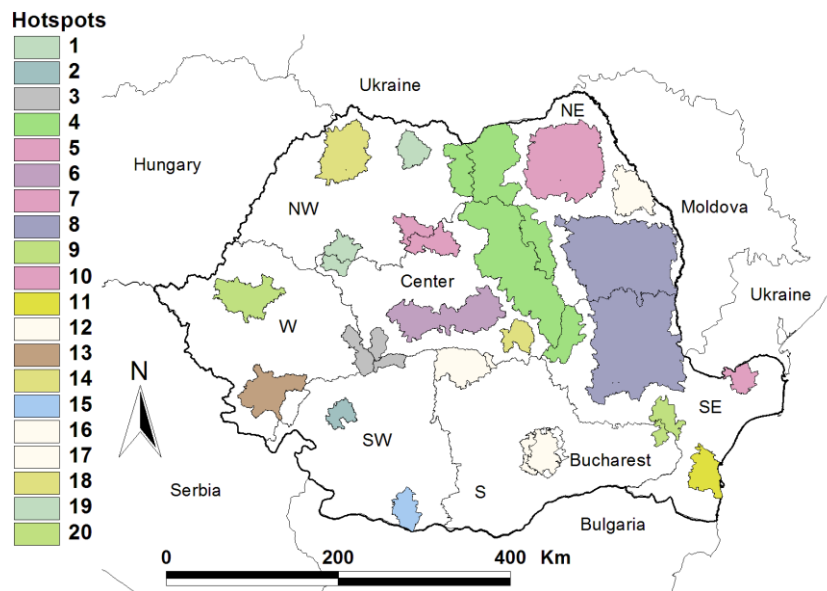 Hotspots
1
2
3
4
5
6
7
8
9
10
11
12
13
14
15
16
17
18
19
20
Ukraine
NE
Hungary
Moldova
NW
Center
Ukraine
W
N
SE
SW
Bucharest
S
Serbia
Bulgaria
0 200 400 Km